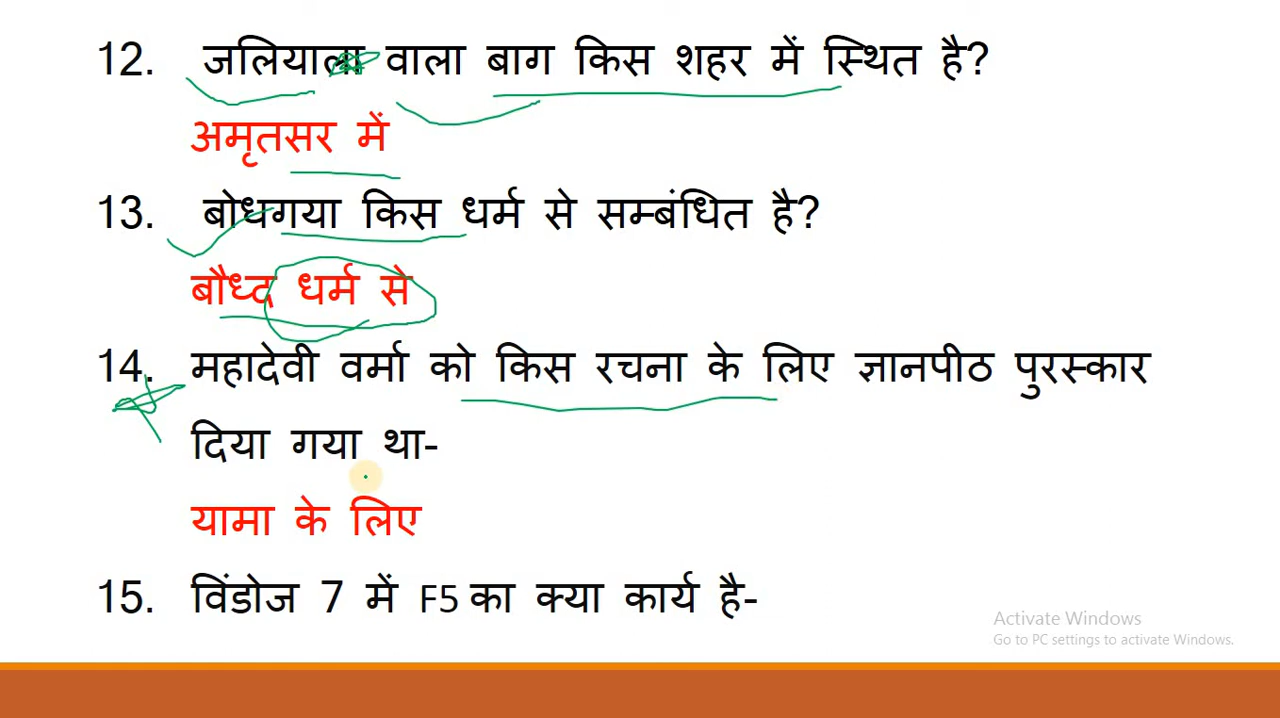 12. जलियाला वाला बाग किस शहर में स्थित है?
अमृतसर में
13. बोधगया किस धर्म से सम्बंधित है?
बौध्द धर्म से
14. महादेवी वर्मा को किस रचना के लिए ज्ञानपीठ पुरस्कार
दिया गया था-
यामा के लिए
15. विंडोज 7 में F5 का क्या कार्य है-
Activate Windows
Go to PC settings to activate Windows.